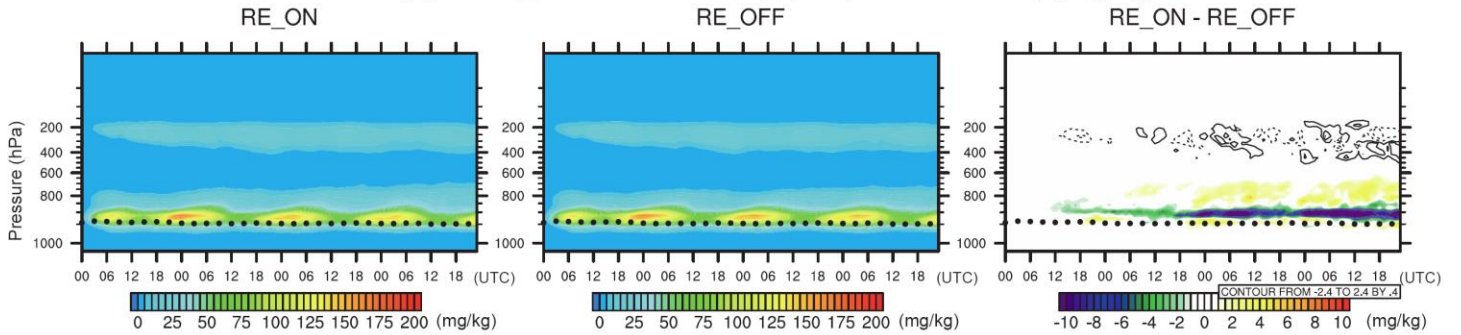 RE_ON RE_OFF RE_ON - RE_OFF
Pressure (hPa)
200 200 200
400 400 400
600 600 600
800 800 800
1000 1000 1000
00 06 12 18 00 06 12 18 00 06 12 18 00 06 12 18 (UTC) 00 06 12 18 00 06 12 18 00 06 12 18 00 06 12 18 (UTC) 00 06 12 18 00 06 12 18 00 06 12 18 00 06 12 18 (UTC)
CONTOUR FROM -2.4 TO 2.4 BY .4
0 25 50 75 100 125 150 175 200 (mg/kg) 0 25 50 75 100 125 150 175 200 (mg/kg) -10 -8 -6 -4 -2 0 2 4 6 8 10 (mg/kg)